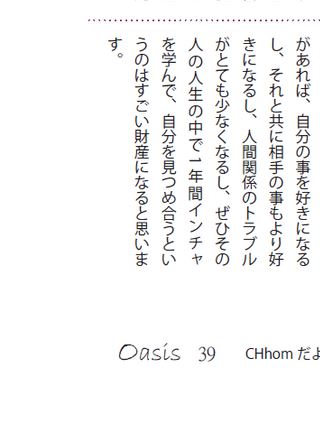 があれば、自分の事を好きになる
し、それと共に相手の事もより好
きになるし、人間関係のトラブル
がとても少なくなるし、ぜひその
人の人生の中で1年間インチャ
を学んで、自分を見つめ合うとい
うのはすごい財産になると思いま
す。
Oasis 39 CHhom だよ